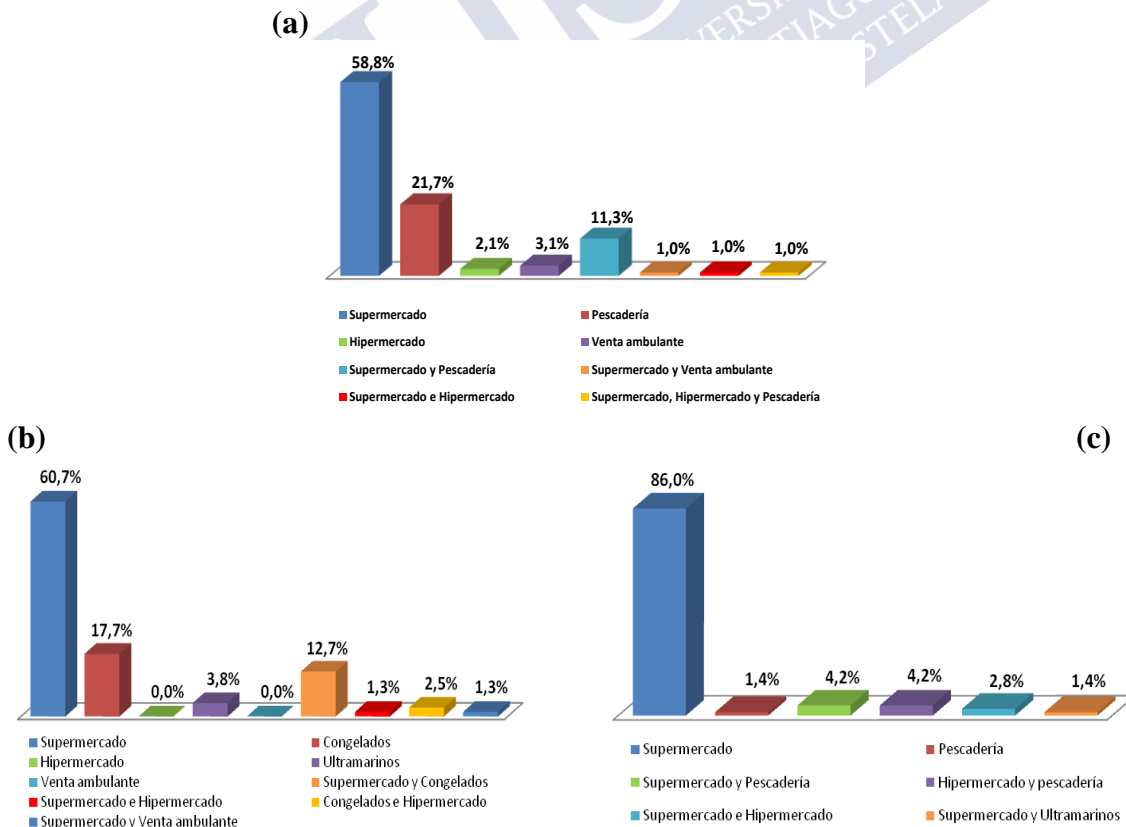 (a)
58,8%
21,7%
2,1%
3,1%
11,3%
1,0%
1,0%
1,0%
Supermercado
Pescadería
Hipermercado
Venta ambulante
Supermercado y Pescadería
Supermercado y Venta ambulante
Supermercado e Hipermercado
Supermercado, Hipermercado y Pescadería
(b)
60,7%
17,7%
0,0%
3,8%
0,0%
12,7%
1,3%
2,5%
1,3%
Supermercado
Congelados
Hipermercado
Ultramarinos
Venta ambulante
Supermercado y Congelados
Supermercado e Hipermercado
Congelados e Hipermercado
Supermercado y Venta ambulante
(c)
86,0%
1,4%
4,2%
4,2%
2,8%
1,4%
Supermercado
Pescadería
Supermercado y Pescadería
Hipermercado y pescadería
Supermercado e Hipermercado
Supermercado y Ultramarinos